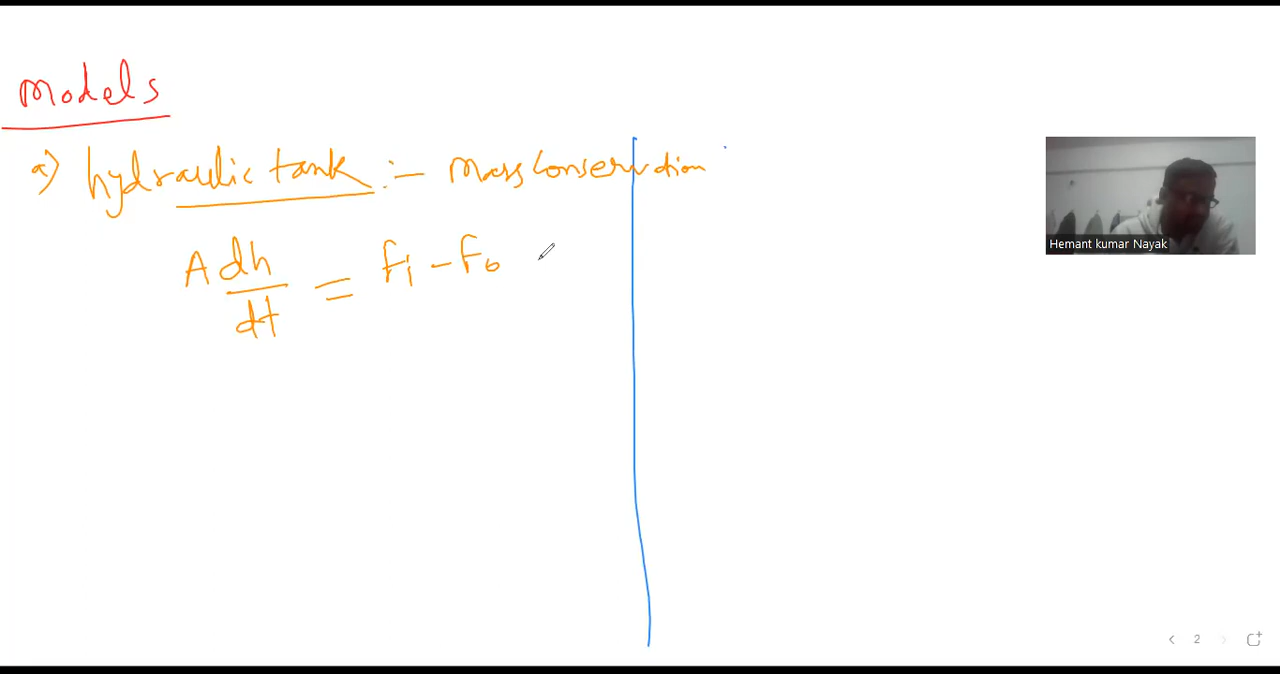 Models
a) hydraulic tank :- Mass Conservation
A dh/dt = Fi - Fo
Hemant kumar Nayak
2